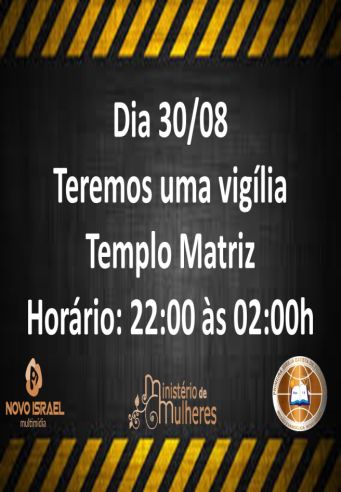 Dia 30/08
Teremos uma vigília
Templo Matriz
Horário: 22:00 às 02:00h
NOVO ISRAEL
multimídia
Ministério de
Mulheres